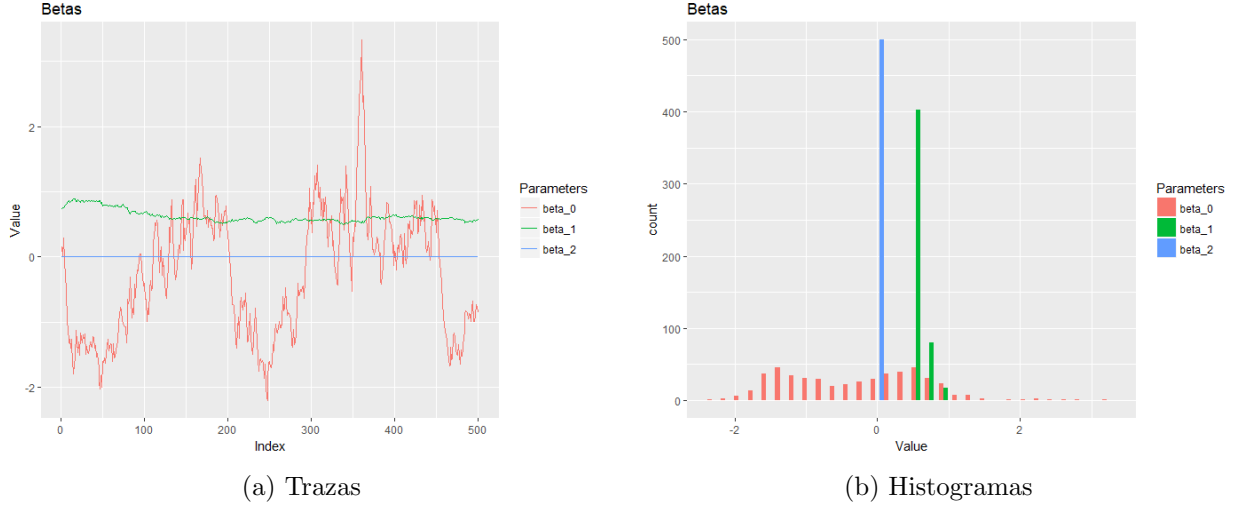 Betas
Value
2
0
-2
0
100
200
300
400
500
Index
Parameters
beta_0
beta_1
beta_2
(a) Trazas
Betas
count
500
400
300
200
100
0
-2
0
2
Value
Parameters
beta_0
beta_1
beta_2
(b) Histogramas